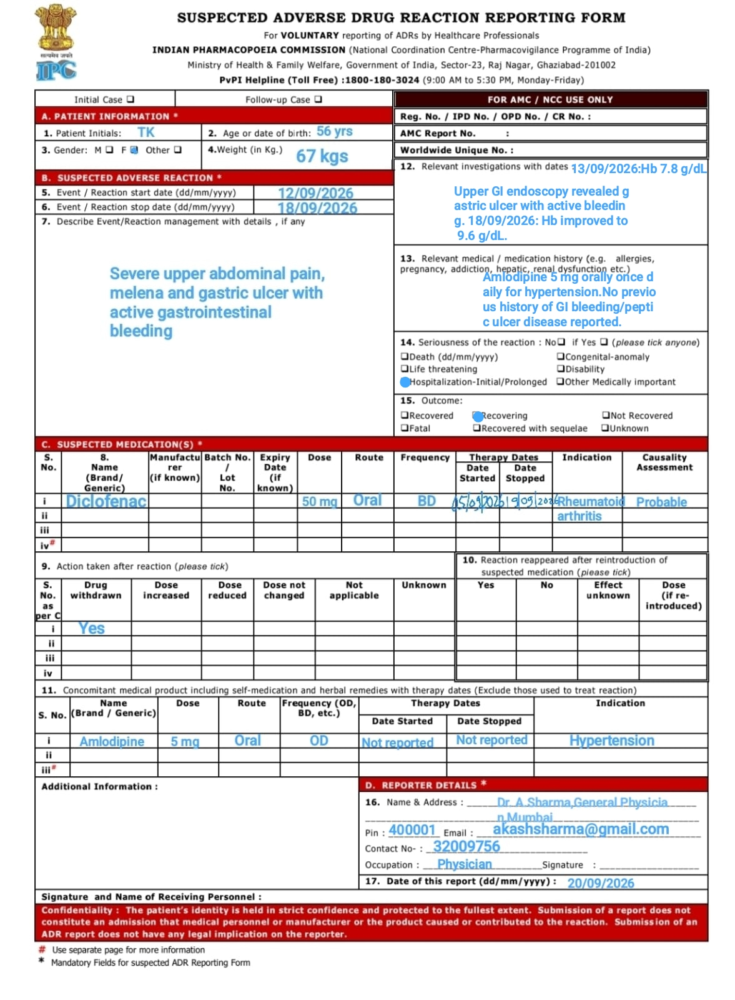 सत्यमेव जयते
IPC
SUSPECTED ADVERSE DRUG REACTION REPORTING FORM
For VOLUNTARY reporting of ADRs by Healthcare Professionals
INDIAN PHARMACOPOEIA COMMISSION (National Coordination Centre-Pharmacovigilance Programme of India)
Ministry of Health & Family Welfare, Government of India, Sector-23, Raj Nagar, Ghaziabad-201002
PvPI Helpline (Toll Free) :1800-180-3024 (9:00 AM to 5:30 PM, Monday-Friday)
Initial Case ❑ Follow-up Case ❑
A. PATIENT INFORMATION *
1. Patient Initials: TK 2. Age or date of birth: 56 yrs
3. Gender: M ❑ F ❑ Other ❑ 4.Weight (in Kg.) 67 kgs
B. SUSPECTED ADVERSE REACTION *
5. Event / Reaction start date (dd/mm/yyyy) 12/09/2026
6. Event / Reaction stop date (dd/mm/yyyy) 18/09/2026
7. Describe Event/Reaction management with details , if any
Severe upper abdominal pain,
melena and gastric ulcer with
active gastrointestinal
bleeding
FOR AMC / NCC USE ONLY
Reg. No. / IPD No. / OPD No. / CR No. :
AMC Report No. :
Worldwide Unique No. :
12. Relevant investigations with dates 13/09/2026:Hb 7.8 g/dL
Upper GI endoscopy revealed g
astric ulcer with active bleedin
g. 18/09/2026: Hb improved to
9.6 g/dL.
13. Relevant medical / medication history (e.g. allergies,
pregnancy, addiction, hepatic, renal dysfunction etc.)
Amlodipine 5 mg orally once d
aily for hypertension.No previo
us history of GI bleeding/pepti
c ulcer disease reported.
14. Seriousness of the reaction : No❑ if Yes ❑ (please tick anyone)
❑Death (dd/mm/yyyy) ❑Congenital-anomaly
❑Life threatening ❑Disability
Hospitalization-Initial/Prolonged ❑Other Medically important
15. Outcome:
❑Recovered ❑Recovering ❑Not Recovered
❑Fatal ❑Recovered with sequelae ❑Unknown
C. SUSPECTED MEDICATION(S) *
S. No. 8. Name (Brand/ Generic) Manufactu rer (if known) Batch No. / Lot No. Expiry Date (if known) Dose Route Frequency Therapy Dates Date Started Date Stopped Indication Causality Assessment
i Diclofenac 50 mg Oral BD 05/09/2026 19/09/2026 Rheumatoid Probable
ii arthritis
iii
iv#
9. Action taken after reaction (please tick)
10. Reaction reappeared after reintroduction of
suspected medication (please tick)
S. No. as per C Drug withdrawn Dose increased Dose reduced Dose not changed Not applicable Unknown Yes No Effect unknown Dose (if re- introduced)
i Yes
ii
iii
iv
11. Concomitant medical product including self-medication and herbal remedies with therapy dates (Exclude those used to treat reaction)
S. No. Name (Brand / Generic) Dose Route Frequency (OD, BD, etc.) Therapy Dates Date Started Date Stopped Indication
i Amlodipine 5 mg Oral OD Not reported Not reported Hypertension
ii
iii#
Additional Information :
D. REPORTER DETAILS *
16. Name & Address : Dr. A.Sharma,General Physicia
n,Mumbai
Pin : 400001 Email : akashsharma@gmail.com
Contact No- : 32009756
Occupation : Physician Signature :
17. Date of this report (dd/mm/yyyy) : 20/09/2026
Signature and Name of Receiving Personnel :
Confidentiality : The patient's identity is held in strict confidence and protected to the fullest extent. Submission of a report does not
constitute an admission that medical personnel or manufacturer or the product caused or contributed to the reaction. Submission of an
ADR report does not have any legal implication on the reporter.
# Use separate page for more information
* Mandatory Fields for suspected ADR Reporting Form